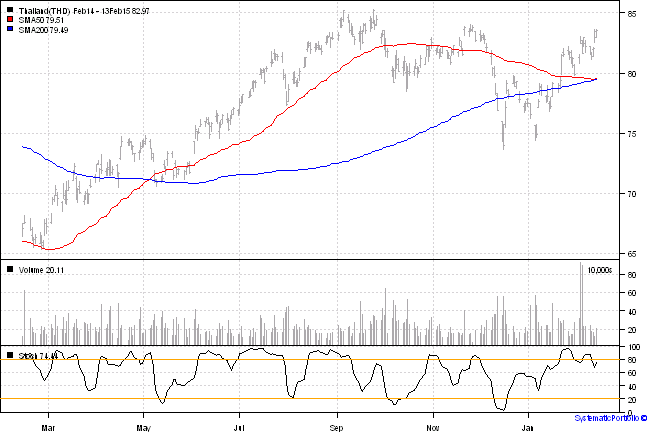 Thailand(THD) Feb14 - 13Feb15 82.97
SMA50 79.51
SMA200 79.49
85
80
75
70
65
Volume 20.11
10,000s
80
60
40
20
Stoch 74.44
100
80
60
40
20
0
Mar May Jul Sep Nov Jan
SystematicPortfolio ©